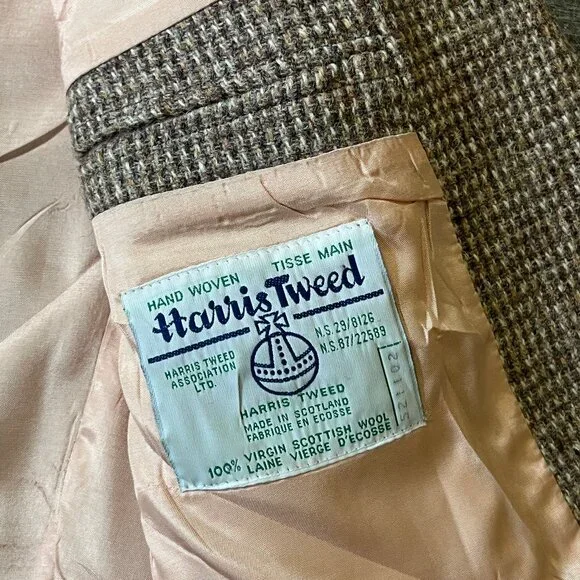 HAND WOVEN TISSE MAIN
Harris Tweed
HARRIS TWEED
ASSOCIATION
LTD.
N.S. 29/8126
N.S. 87/22589
HARRIS TWEED
MADE IN SCOTLAND
FABRIQUE EN ECOSSE
100% VIRGIN SCOTTISH WOOL
LAINE VIERGE D'ECOSSE